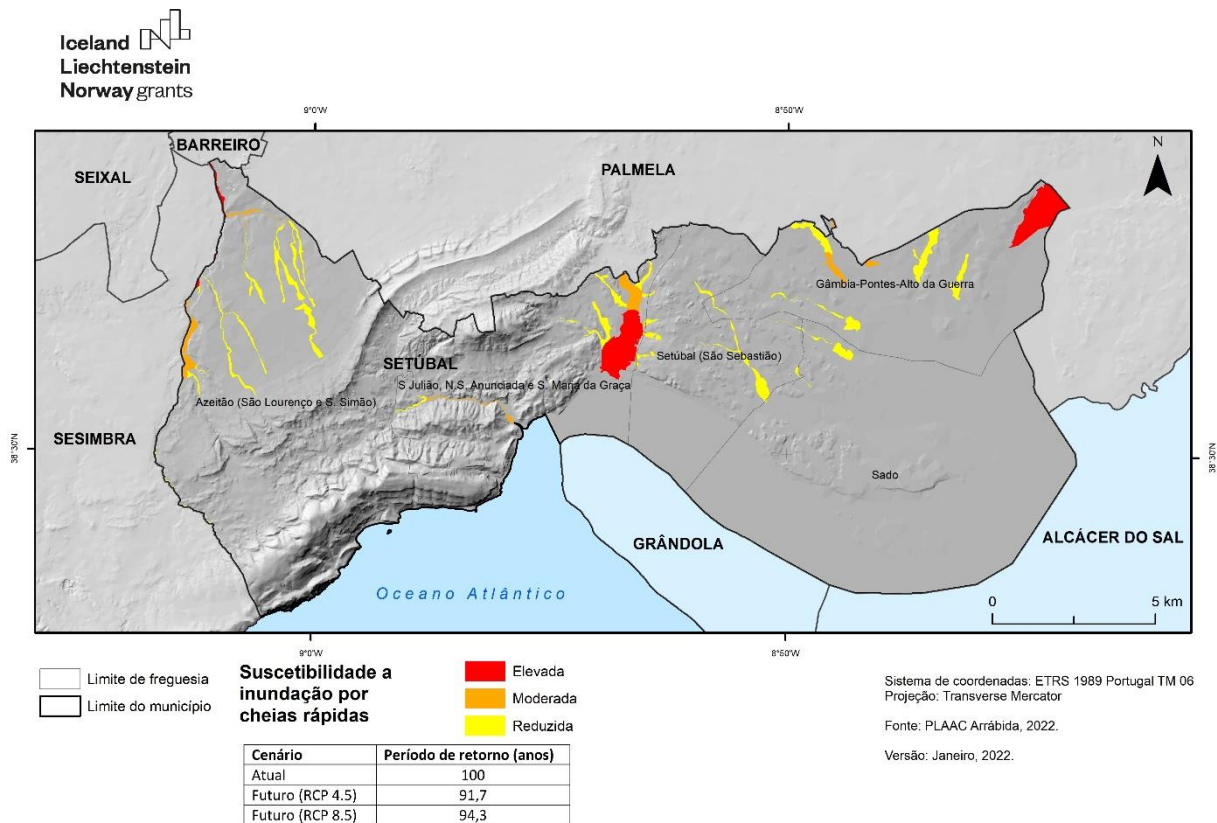 Iceland
Liechtenstein
Norway grants
9°0'W
8°50'W
BARREIRO
SEIXAL
PALMELA
N
Gâmbia-Pontes-Alto da Guerra
SETÚBAL
Setúbal (São Sebastião)
S Julião, N.S. Anunciada e S. Maria da Graça
Azeitão (São Lourenço e S. Simão)
SESIMBRA
38°30'N
38°30'N
Sado
GRÂNDOLA
ALCÁCER DO SAL
Oceano Atlântico
0 5 km
9°0'W
8°50'W
Limite de freguesia
Limite do município
Suscetibilidade a
inundação por
cheias rápidas
Elevada
Moderada
Reduzida
Sistema de coordenadas: ETRS 1989 Portugal TM 06
Projeção: Transverse Mercator
Fonte: PLAAC Arrábida, 2022.
Versão: Janeiro, 2022.
Cenário Período de retorno (anos)
Atual 100
Futuro (RCP 4.5) 91,7
Futuro (RCP 8.5) 94,3